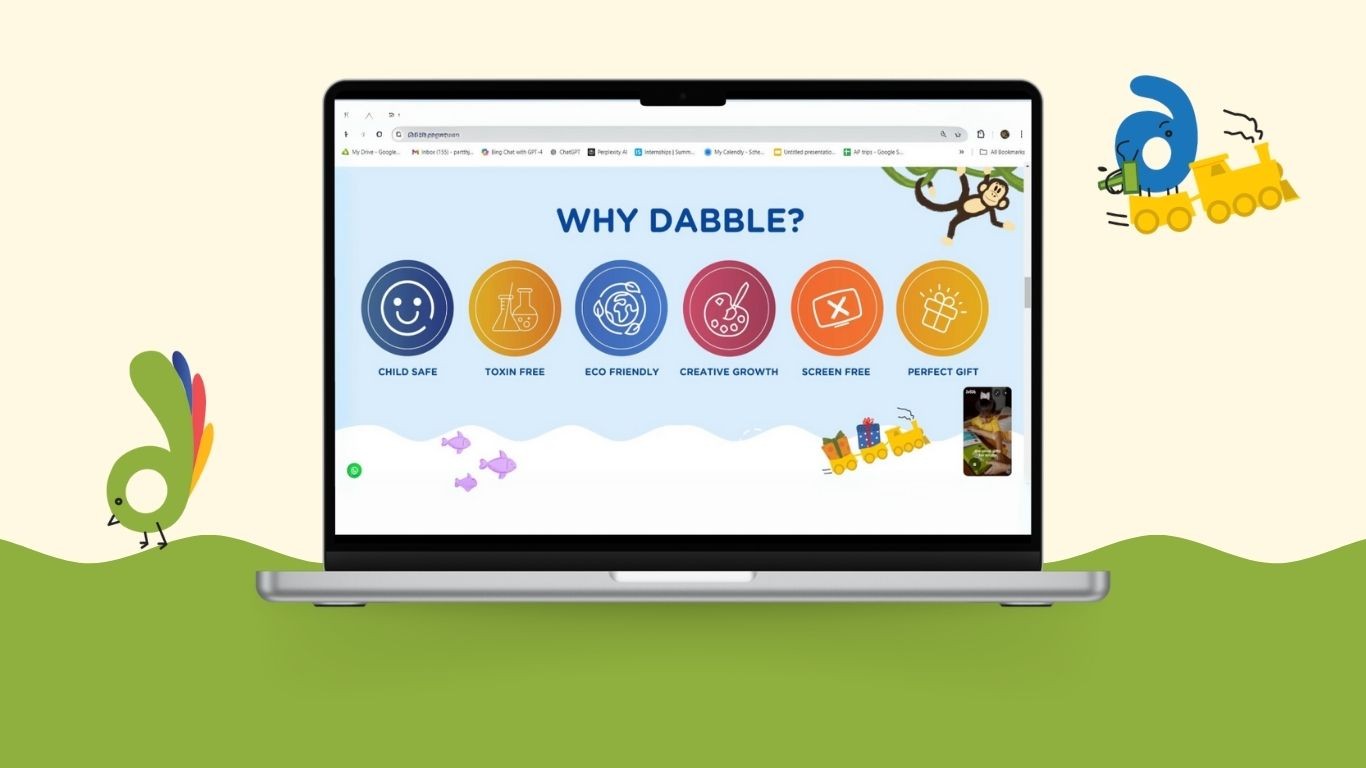 My Drive - Google...
Inbox (155) - parthj...
Bing Chat with GPT-4
ChatGPT
Perplexity AI
Internships | Summ...
My Calendly - Sche...
Untitled presentatio...
AP trips - Google S...
»
All Bookmarks
WHY DABBLE?
CHILD SAFE
TOXIN FREE
ECO FRIENDLY
CREATIVE GROWTH
SCREEN FREE
PERFECT GIFT